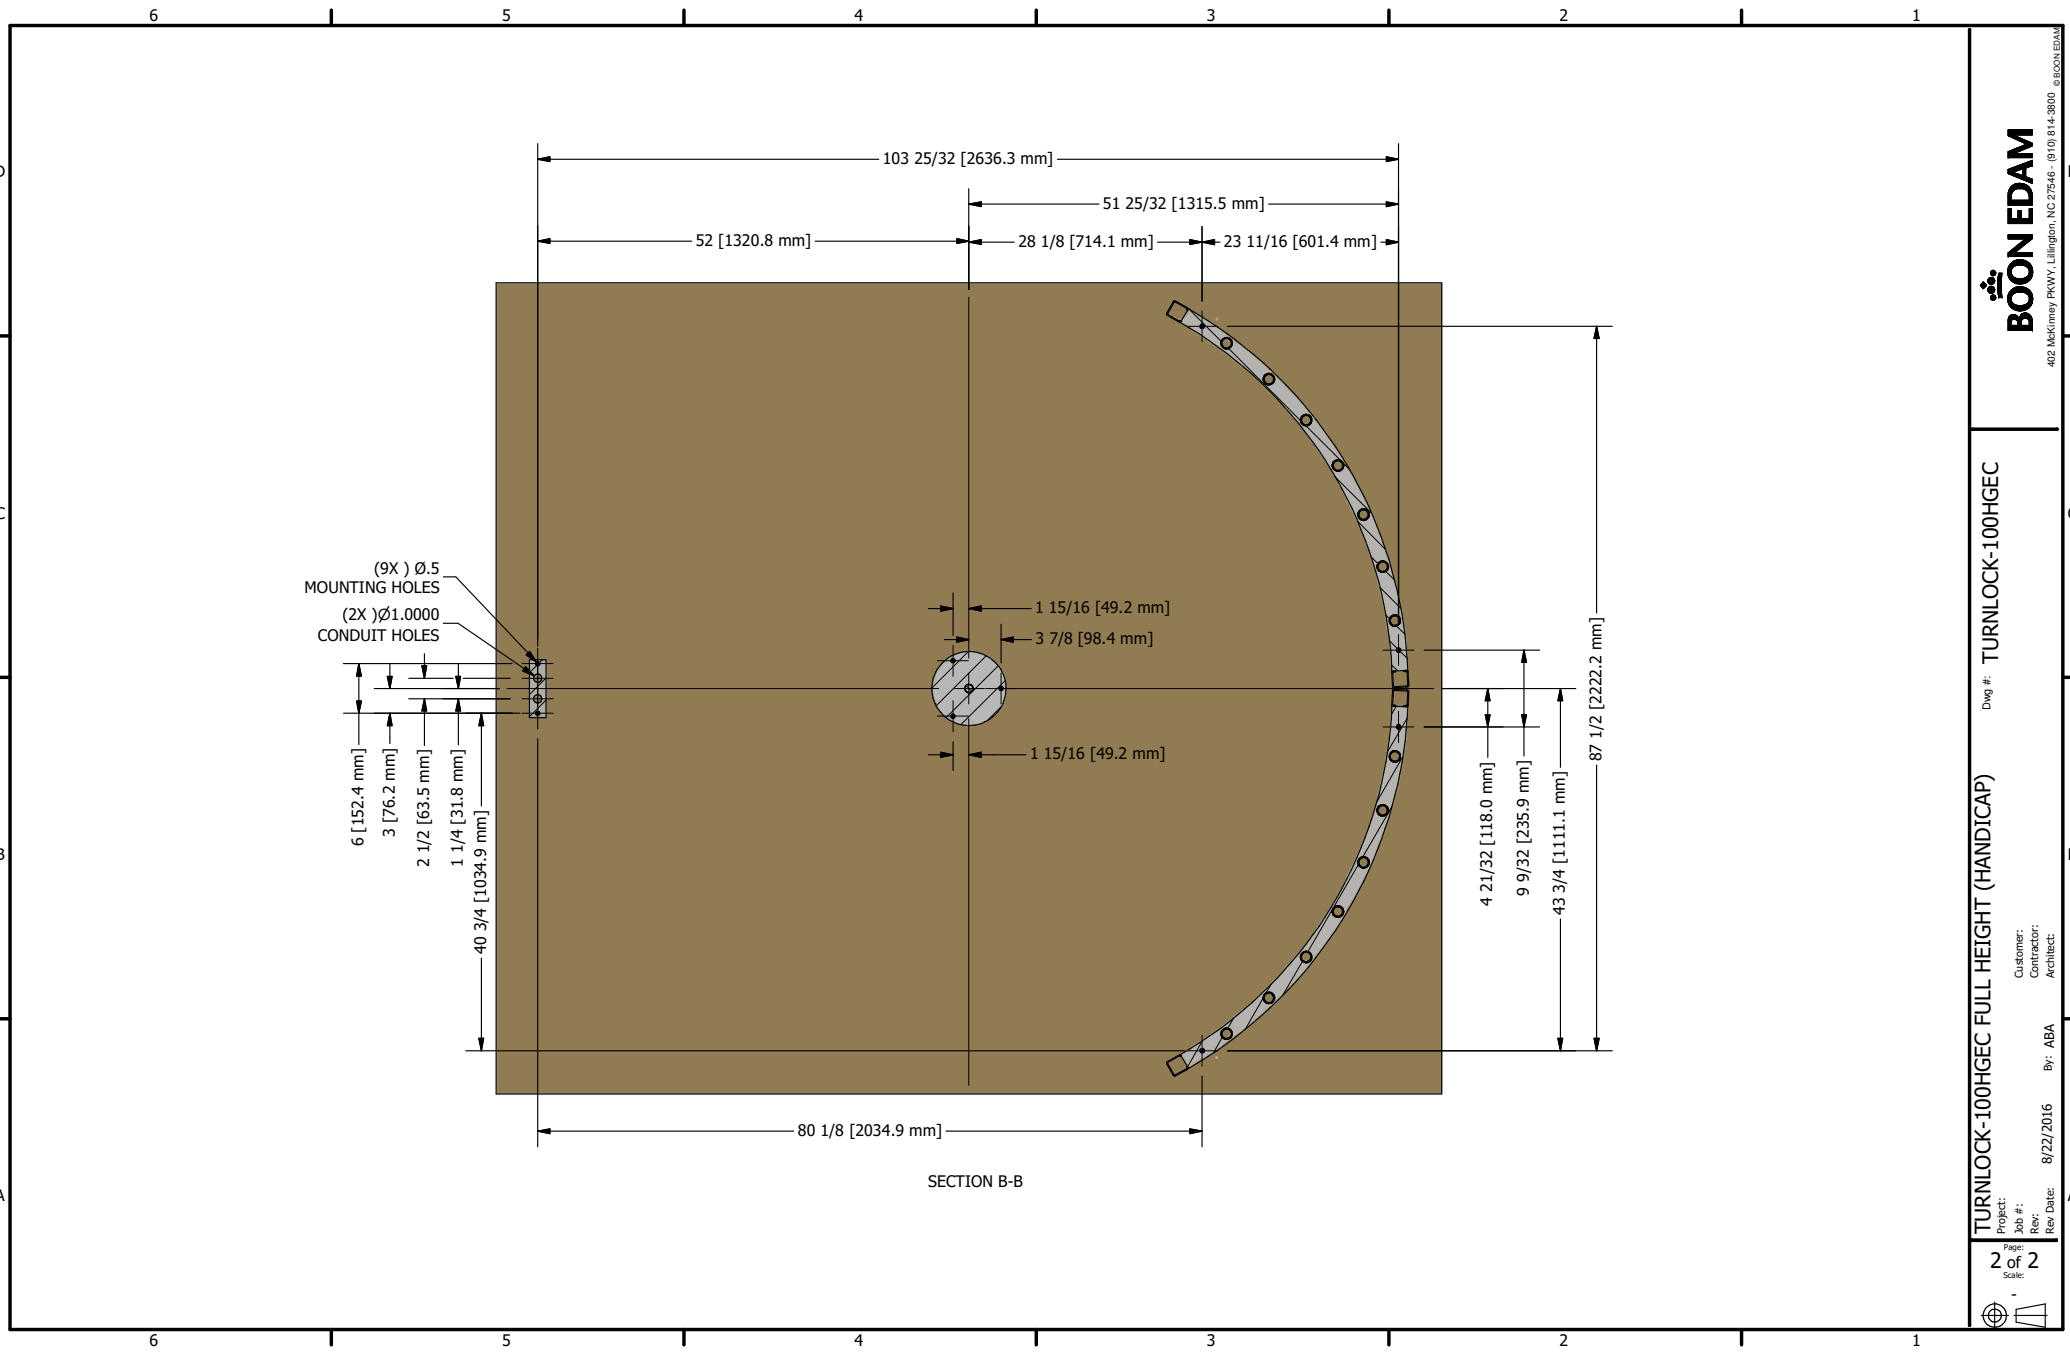 6 5 4 3 2 1
103 25/32 [2636.3 mm]
51 25/32 [1315.5 mm]
52 [1320.8 mm]
28 1/8 [714.1 mm]
23 11/16 [601.4 mm]
(9X ) Ø.5
MOUNTING HOLES
(2X )Ø1.0000
CONDUIT HOLES
1 15/16 [49.2 mm]
3 7/8 [98.4 mm]
1 15/16 [49.2 mm]
6 [152.4 mm]
3 [76.2 mm]
2 1/2 [63.5 mm]
1 1/4 [31.8 mm]
40 3/4 [1034.9 mm]
4 21/32 [118.0 mm]
9 9/32 [235.9 mm]
43 3/4 [1111.1 mm]
87 1/2 [2222.2 mm]
80 1/8 [2034.9 mm]
SECTION B-B
BOON EDAM
402 McKinney PKWY, Lillington, NC 27546 - (910) 814-3800 © BOON EDAM
Dwg #: TURNLOCK-100HGEC
TURNLOCK-100HGEC FULL HEIGHT (HANDICAP)
Project:
Job #: Customer:
Rev: Contractor:
Rev Date: 8/22/2016 By: ABA Architect:
Page:
2 of 2
Scale:
-
6 5 4 3 2 1